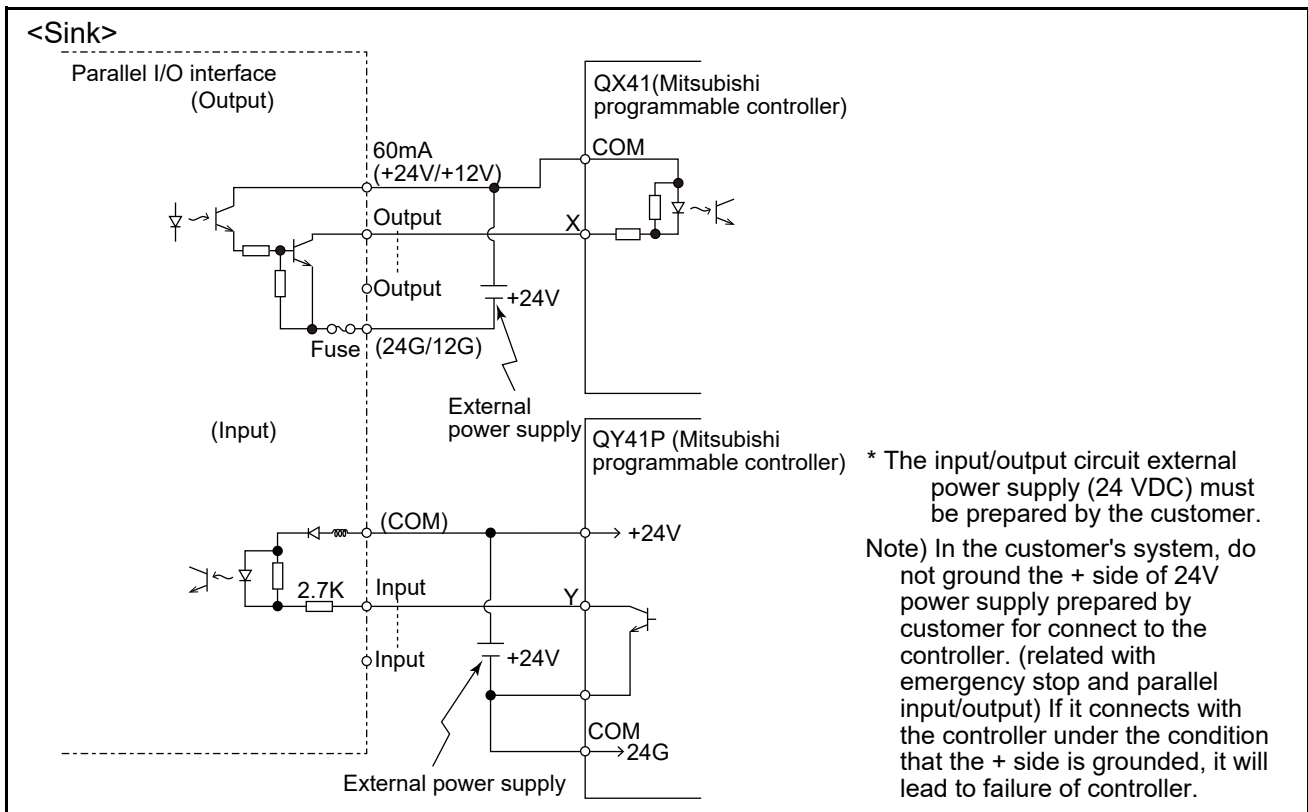 <Sink>
Parallel I/O interface
(Output)
QX41(Mitsubishi
programmable controller)
60mA
(+24V/+12V)
COM
Output
X
Output
+24V
Fuse
(24G/12G)
External
power supply
(Input)
QY41P (Mitsubishi
programmable controller)
(COM)
+24V
2.7K
Input
Y
Input
+24V
COM
24G
External power supply
* The input/output circuit external
power supply (24 VDC) must
be prepared by the customer.
Note) In the customer's system, do
not ground the + side of 24V
power supply prepared by
customer for connect to the
controller. (related with
emergency stop and parallel
input/output) If it connects with
the controller under the condition
that the + side is grounded, it will
lead to failure of controller.